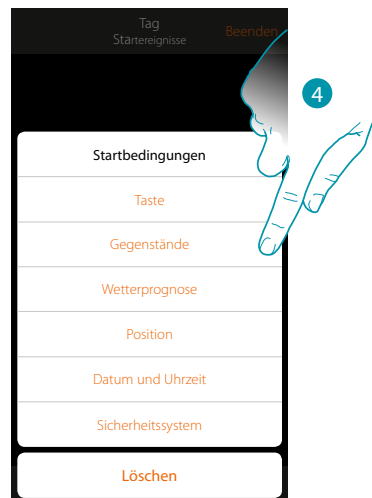 Tag
Startereignisse
Beenden
4
Startbedingungen
Taste
Gegenstände
Wetterprognose
Position
Datum und Uhrzeit
Sicherheitssystem
Löschen